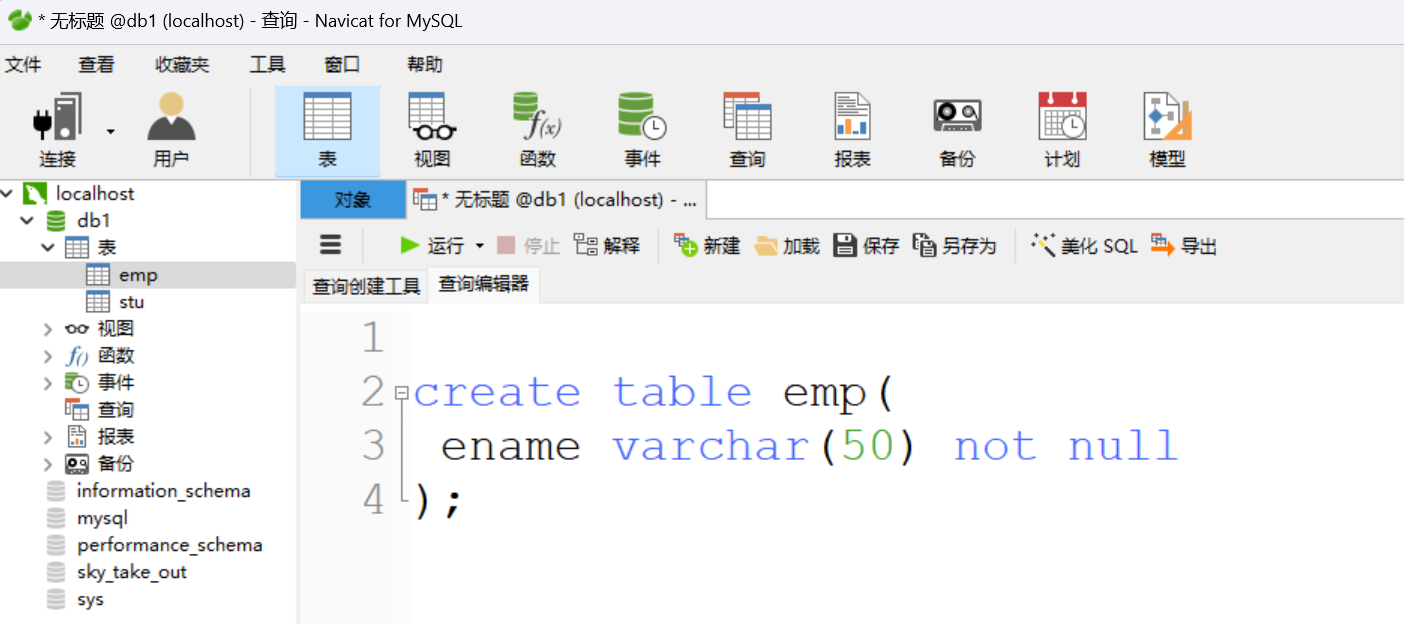 * 无标题 @db1 (localhost) - 查询 - Navicat for MySQL
文件 查看 收藏夹 工具 窗口 帮助
连接 用户 表 视图 函数 事件 查询 报表 备份 计划 模型
localhost
db1
表
emp
stu
视图
函数
事件
查询
报表
备份
information_schema
mysql
performance_schema
sky_take_out
sys
对象 * 无标题 @db1 (localhost) - ...
运行 停止 解释 新建 加载 保存 另存为 美化 SQL 导出
查询创建工具 查询编辑器
1
2 create table emp(
3 ename varchar(50) not null
4 );